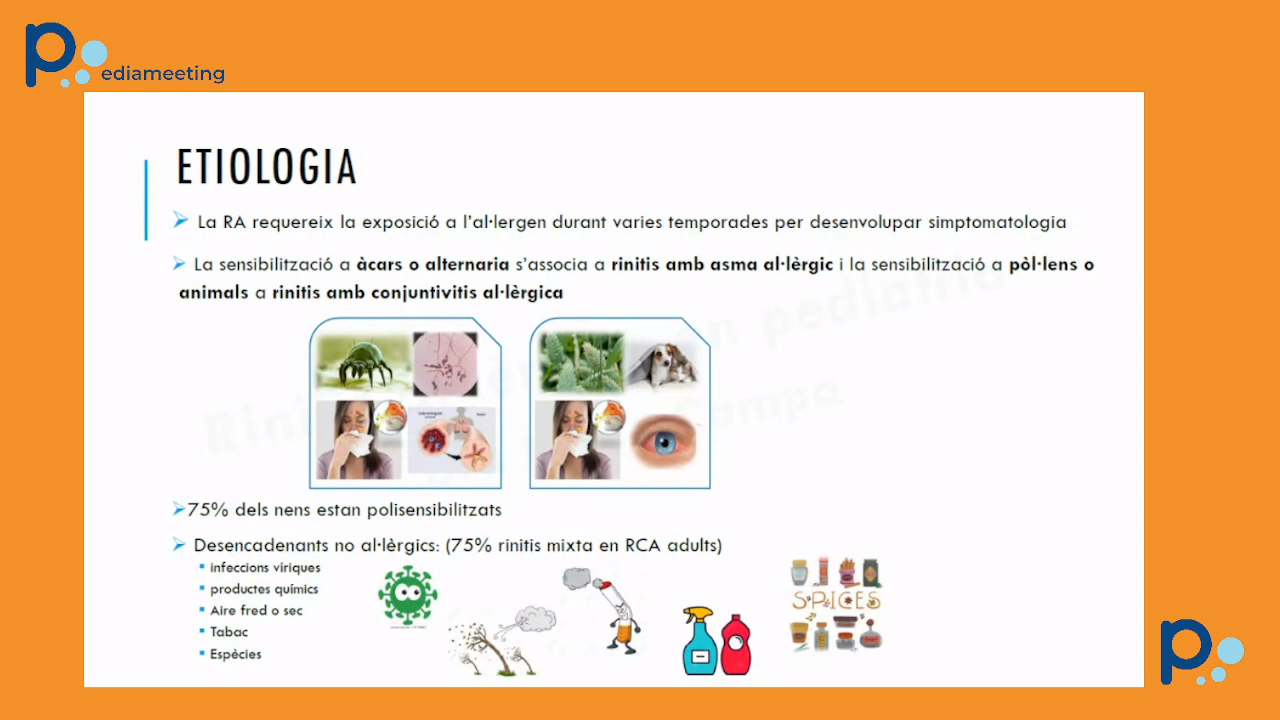 pediameeting
ETIOLOGIA
La RA requereix la exposició a l'al·lergen durant varies temporades per desenvolupar simptomatologia
La sensibilització a àcars o alternaria s'associa a rinitis amb asma al·lèrgic i la sensibilització a pòl·lens o
animals a rinitis amb conjuntivitis al·lèrgica
75% dels nens estan polisensibilitzats
Desencadenants no al·lèrgics: (75% rinitis mixta en RCA adults)
infeccions víriques
productes químics
Aire fred o sec
Tabac
Espècies
SPICES
p